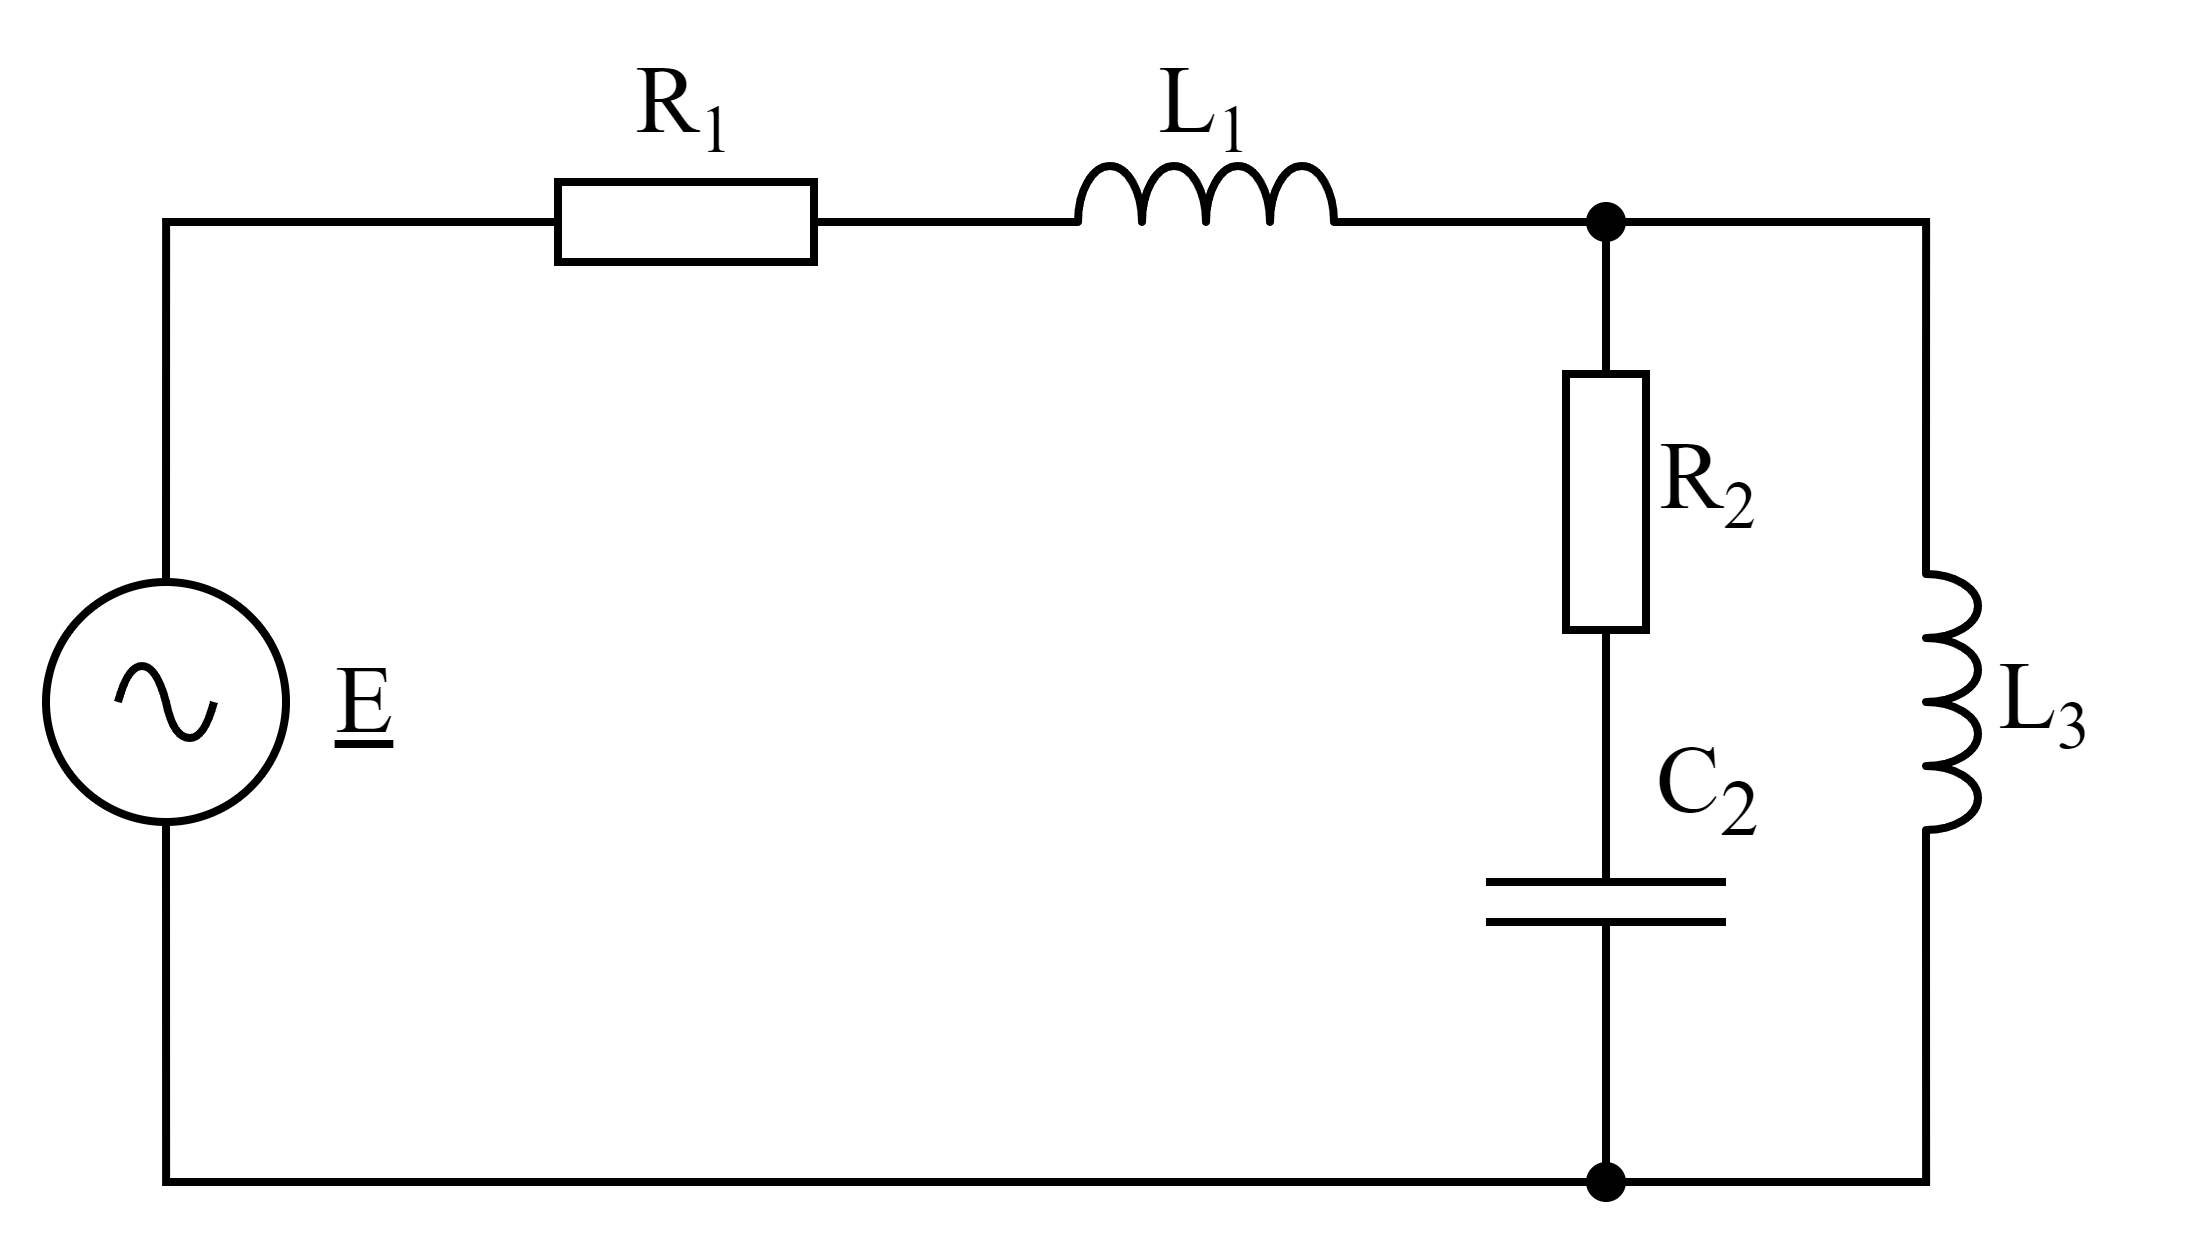 R₁
L₁
R₂
E
L₃
C₂